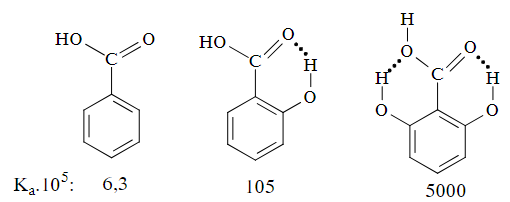 HO O HO O H O H O O H O H O
C C C
H H O O O
Kₐ.10⁵: 6,3 105 5000